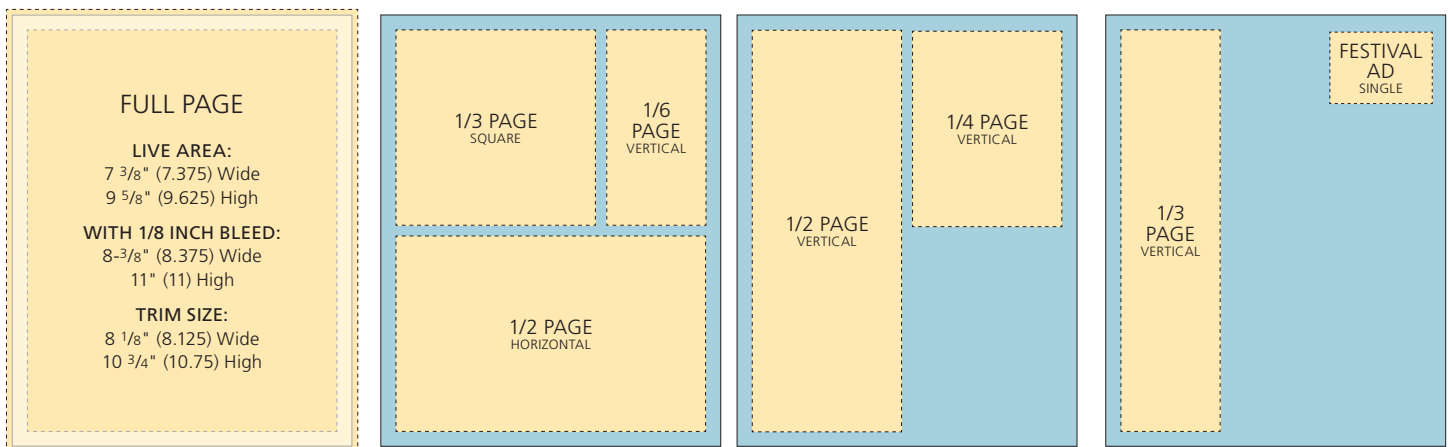 FULL PAGE
LIVE AREA:
7 3/8" (7.375) Wide
9 5/8" (9.625) High
WITH 1/8 INCH BLEED:
8-3/8" (8.375) Wide
11" (11) High
TRIM SIZE:
8 1/8" (8.125) Wide
10 3/4" (10.75) High
1/3 PAGE
SQUARE
1/6
PAGE
VERTICAL
1/2 PAGE
HORIZONTAL
1/2 PAGE
VERTICAL
1/4 PAGE
VERTICAL
1/3
PAGE
VERTICAL
FESTIVAL
AD
SINGLE